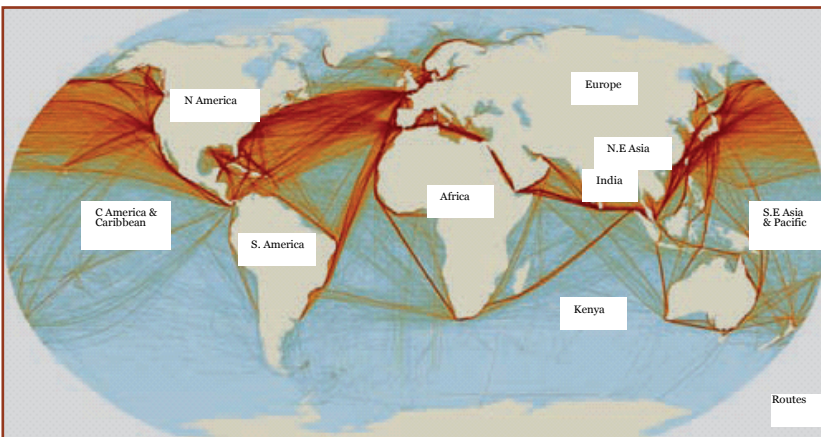 N America
Europe
N.E Asia
India
Africa
C America &
Caribbean
S.E Asia
& Pacific
S. America
Kenya
Routes